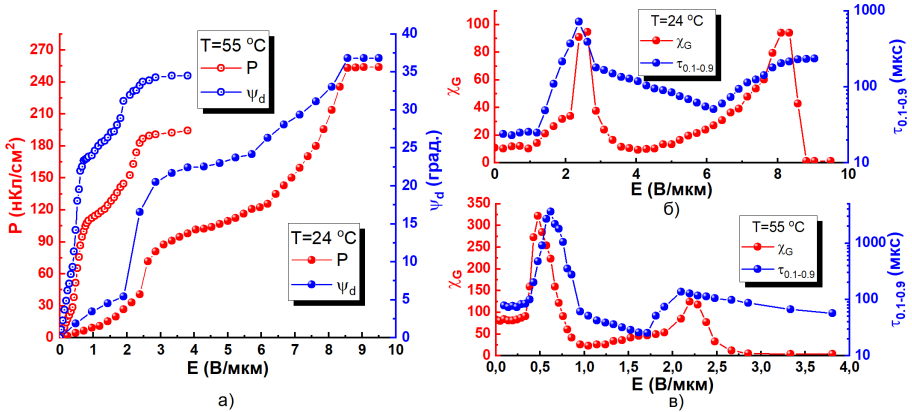 P (нКл/см²)
270
240
210
180
150
120
90
60
30
0
T=55 °C
P
ψd
T=24 °C
P
ψd
40
35
30
25
20
15
10
5
0
ψd (град.)
0 1 2 3 4 5 6 7 8 9 10
E (В/мкм)
а)
χG
100
80
60
40
20
0
T=24 °C
χG
τ0.1-0.9
1000
100
10
τ0.1-0.9 (мкс)
0 2 4 6 8 10
E (В/мкм)
б)
χG
350
300
250
200
150
100
50
0
T=55 °C
χG
τ0.1-0.9
1000
100
10
τ0.1-0.9 (мкс)
0,0 0,5 1,0 1,5 2,0 2,5 3,0 3,5 4,0
E (В/мкм)
в)